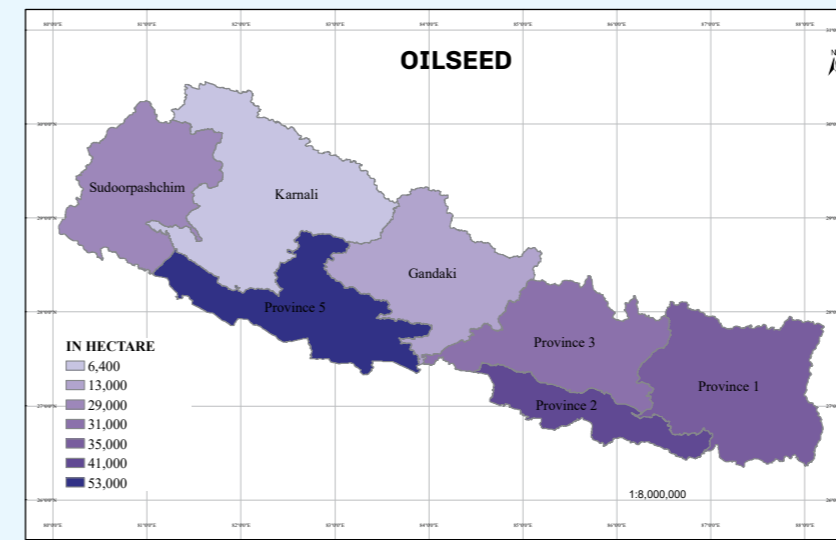 OILSEED
N
Sudoorpashchim
Karnali
Gandaki
Province 5
Province 3
Province 1
Province 2
IN HECTARE
6,400
13,000
29,000
31,000
35,000
41,000
53,000
1:8,000,000